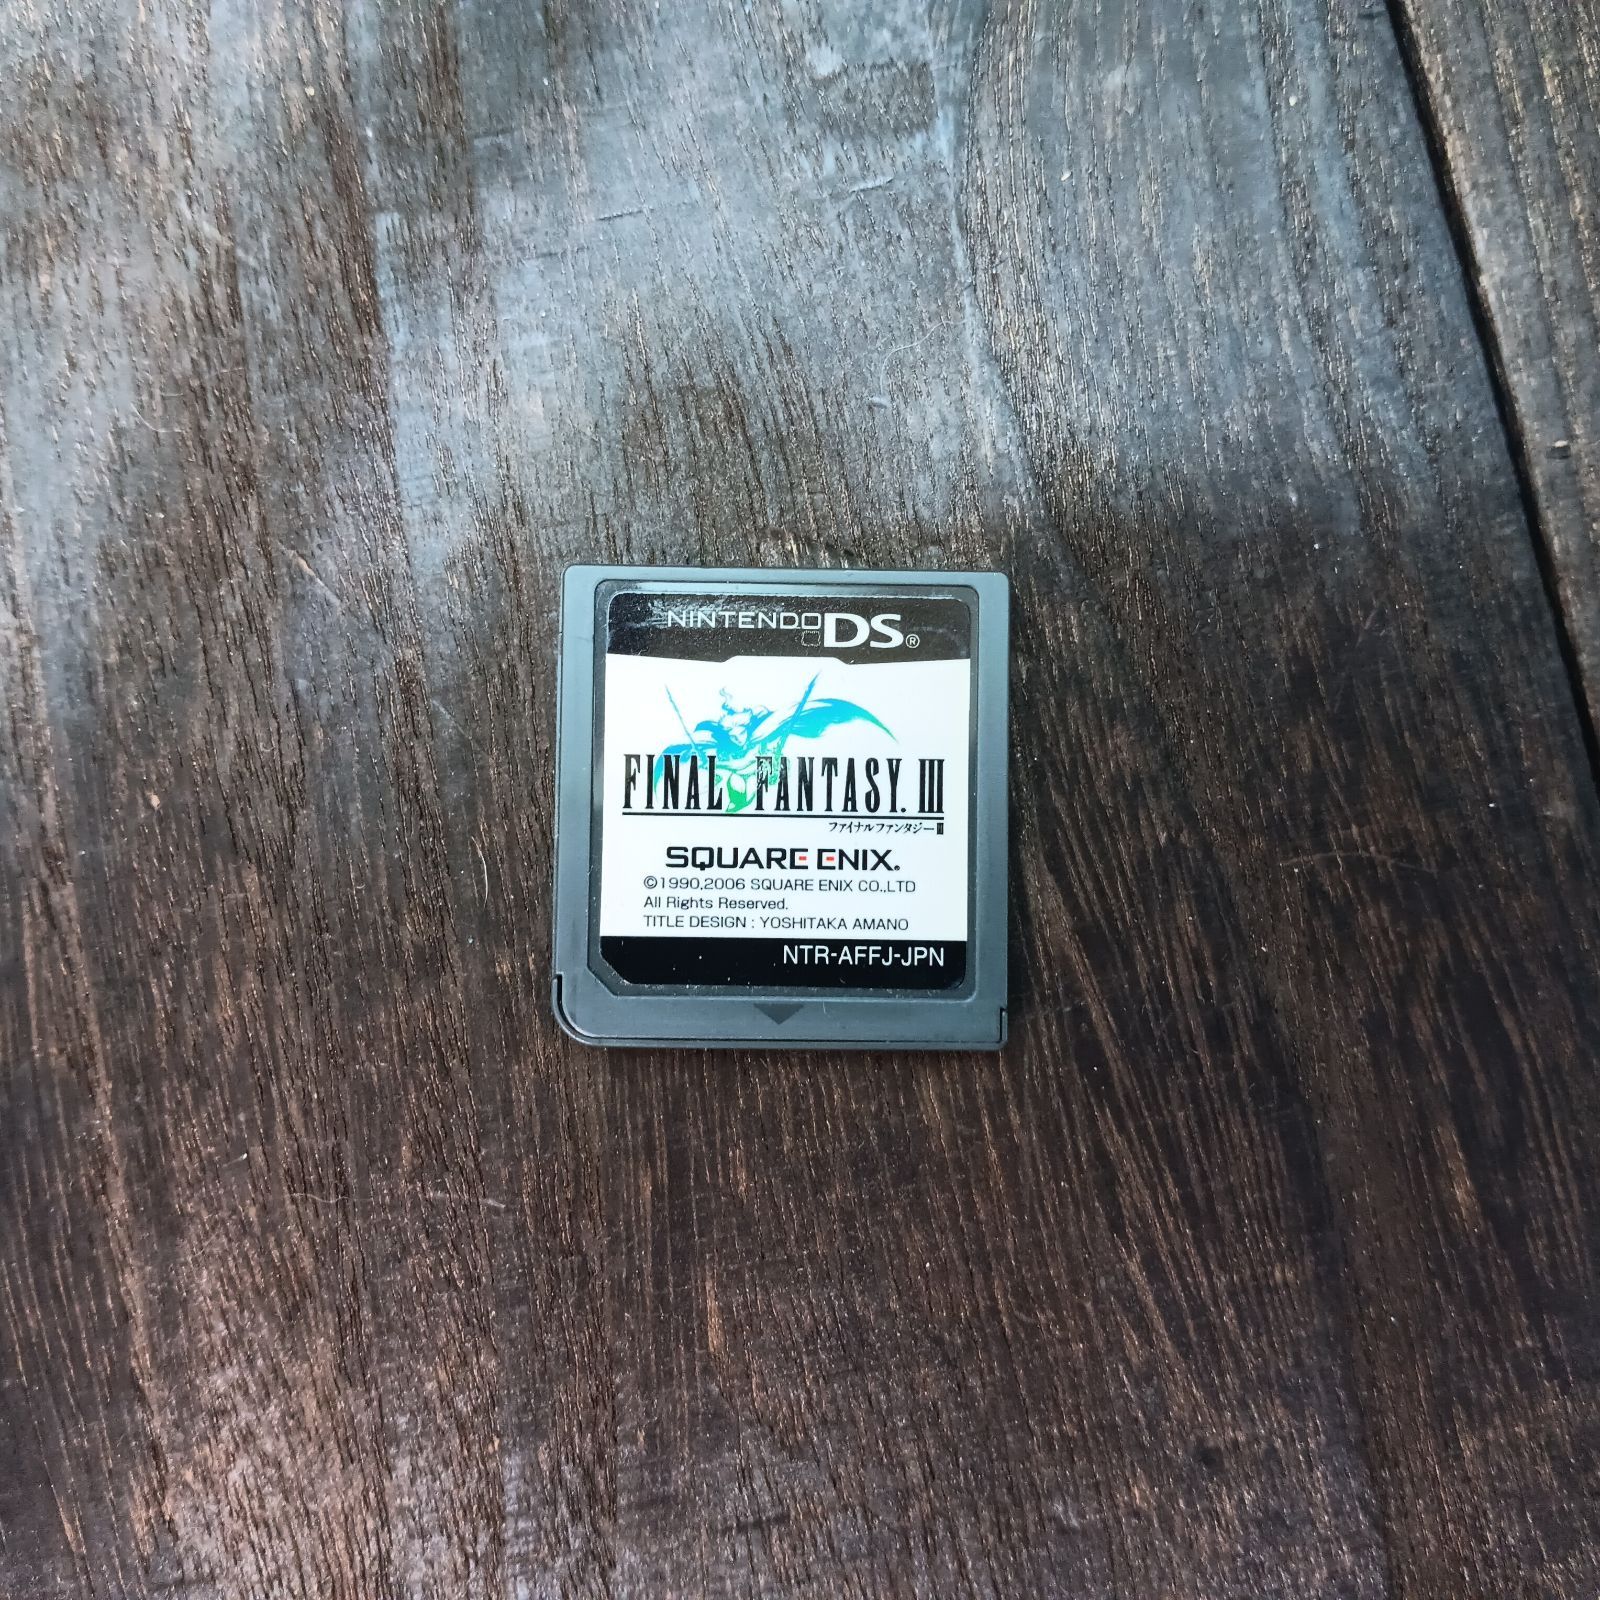 NINTENDO DS®
FINAL FANTASY. III
ファイナルファンタジーIII
SQUARE ENIX.
©1990,2006 SQUARE ENIX CO.,LTD
All Rights Reserved.
TITLE DESIGN : YOSHITAKA AMANO
NTR-AFFJ-JPN